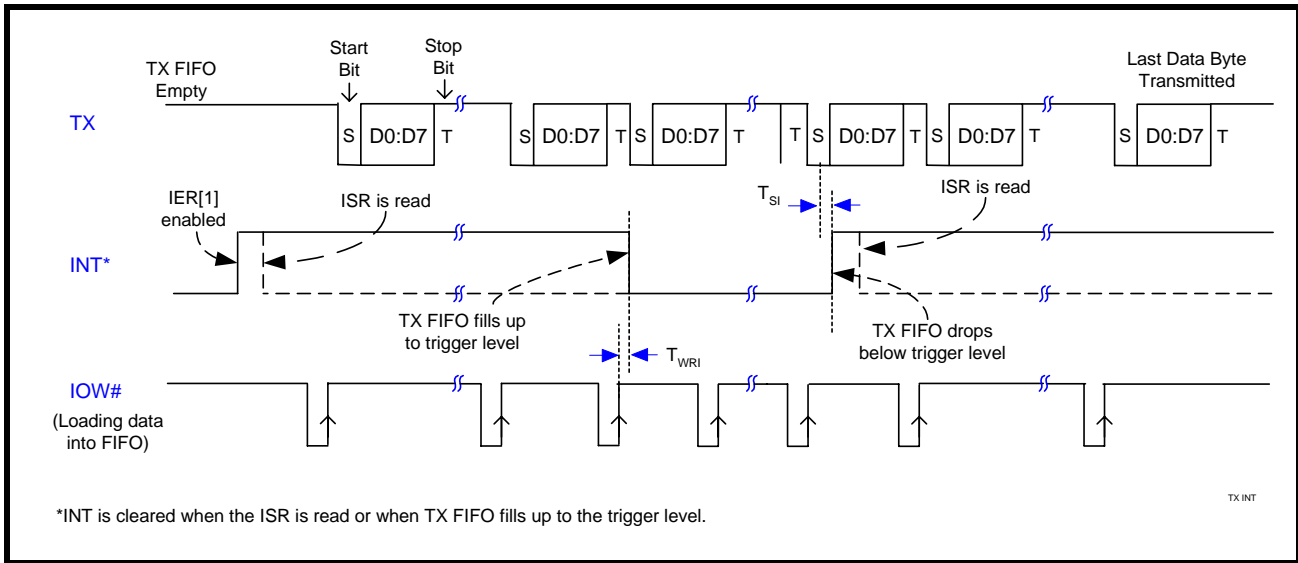 TX FIFO
Empty
Start
Bit
Stop
Bit
Last Data Byte
Transmitted
TX
S D0:D7 T S D0:D7 T S D0:D7 T T S D0:D7 T S D0:D7 T S D0:D7 T
IER[1]
enabled
ISR is read
TSI
ISR is read
INT*
TX FIFO fills up
to trigger level
TX FIFO drops
below trigger level
TWRI
IOW#
(Loading data
into FIFO)
TX INT
*INT is cleared when the ISR is read or when TX FIFO fills up to the trigger level.